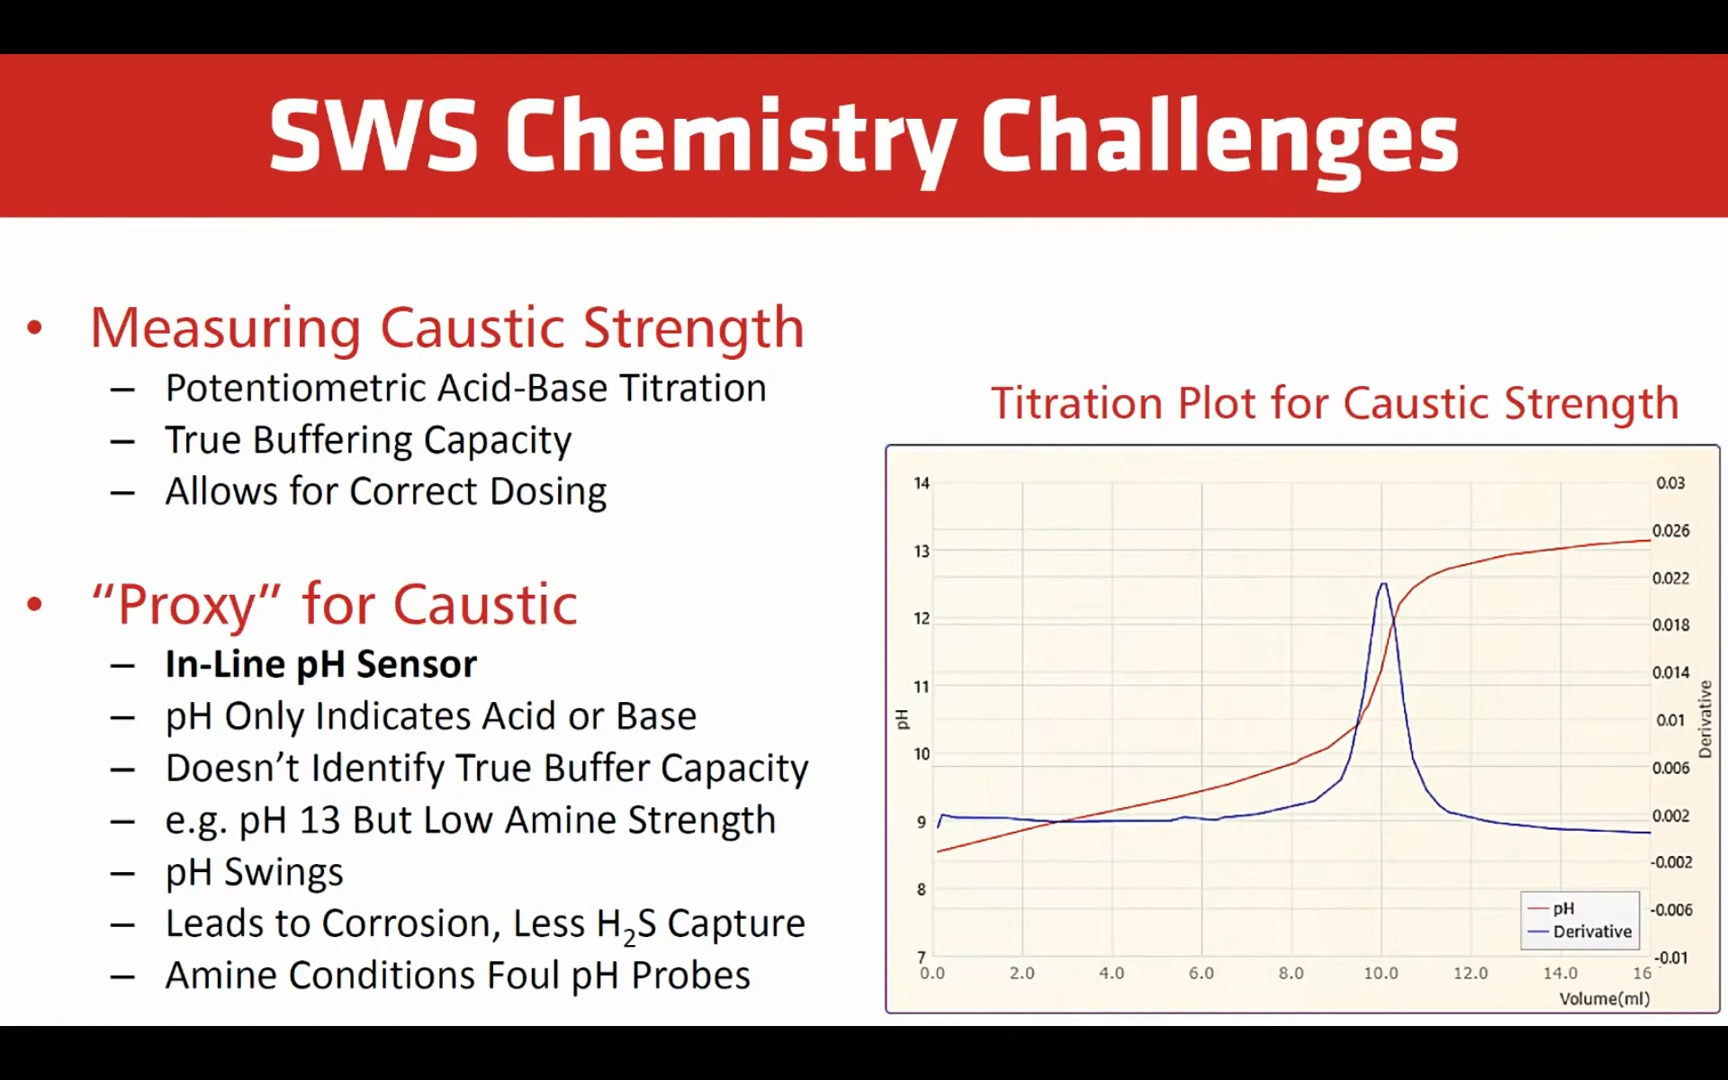 SWS Chemistry Challenges
• Measuring Caustic Strength
– Potentiometric Acid-Base Titration
– True Buffering Capacity
– Allows for Correct Dosing
• “Proxy” for Caustic
– In-Line pH Sensor
– pH Only Indicates Acid or Base
– Doesn’t Identify True Buffer Capacity
– e.g. pH 13 But Low Amine Strength
– pH Swings
– Leads to Corrosion, Less H₂S Capture
– Amine Conditions Foul pH Probes
Titration Plot for Caustic Strength
14
13
12
11
10
9
8
7
pH
0.03
0.026
0.022
0.018
0.014
0.01
0.006
0.002
-0.002
-0.006
-0.01
Derivative
pH
Derivative
0.0 2.0 4.0 6.0 8.0 10.0 12.0 14.0 16
Volume(ml)